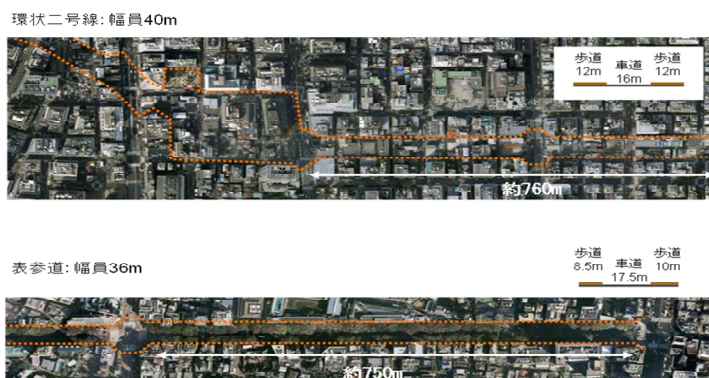 環状二号線: 幅員40m
歩道 車道 歩道
12m 16m 12m
約760m
表参道: 幅員36m
歩道 車道 歩道
8.5m 17.5m 10m
約750m